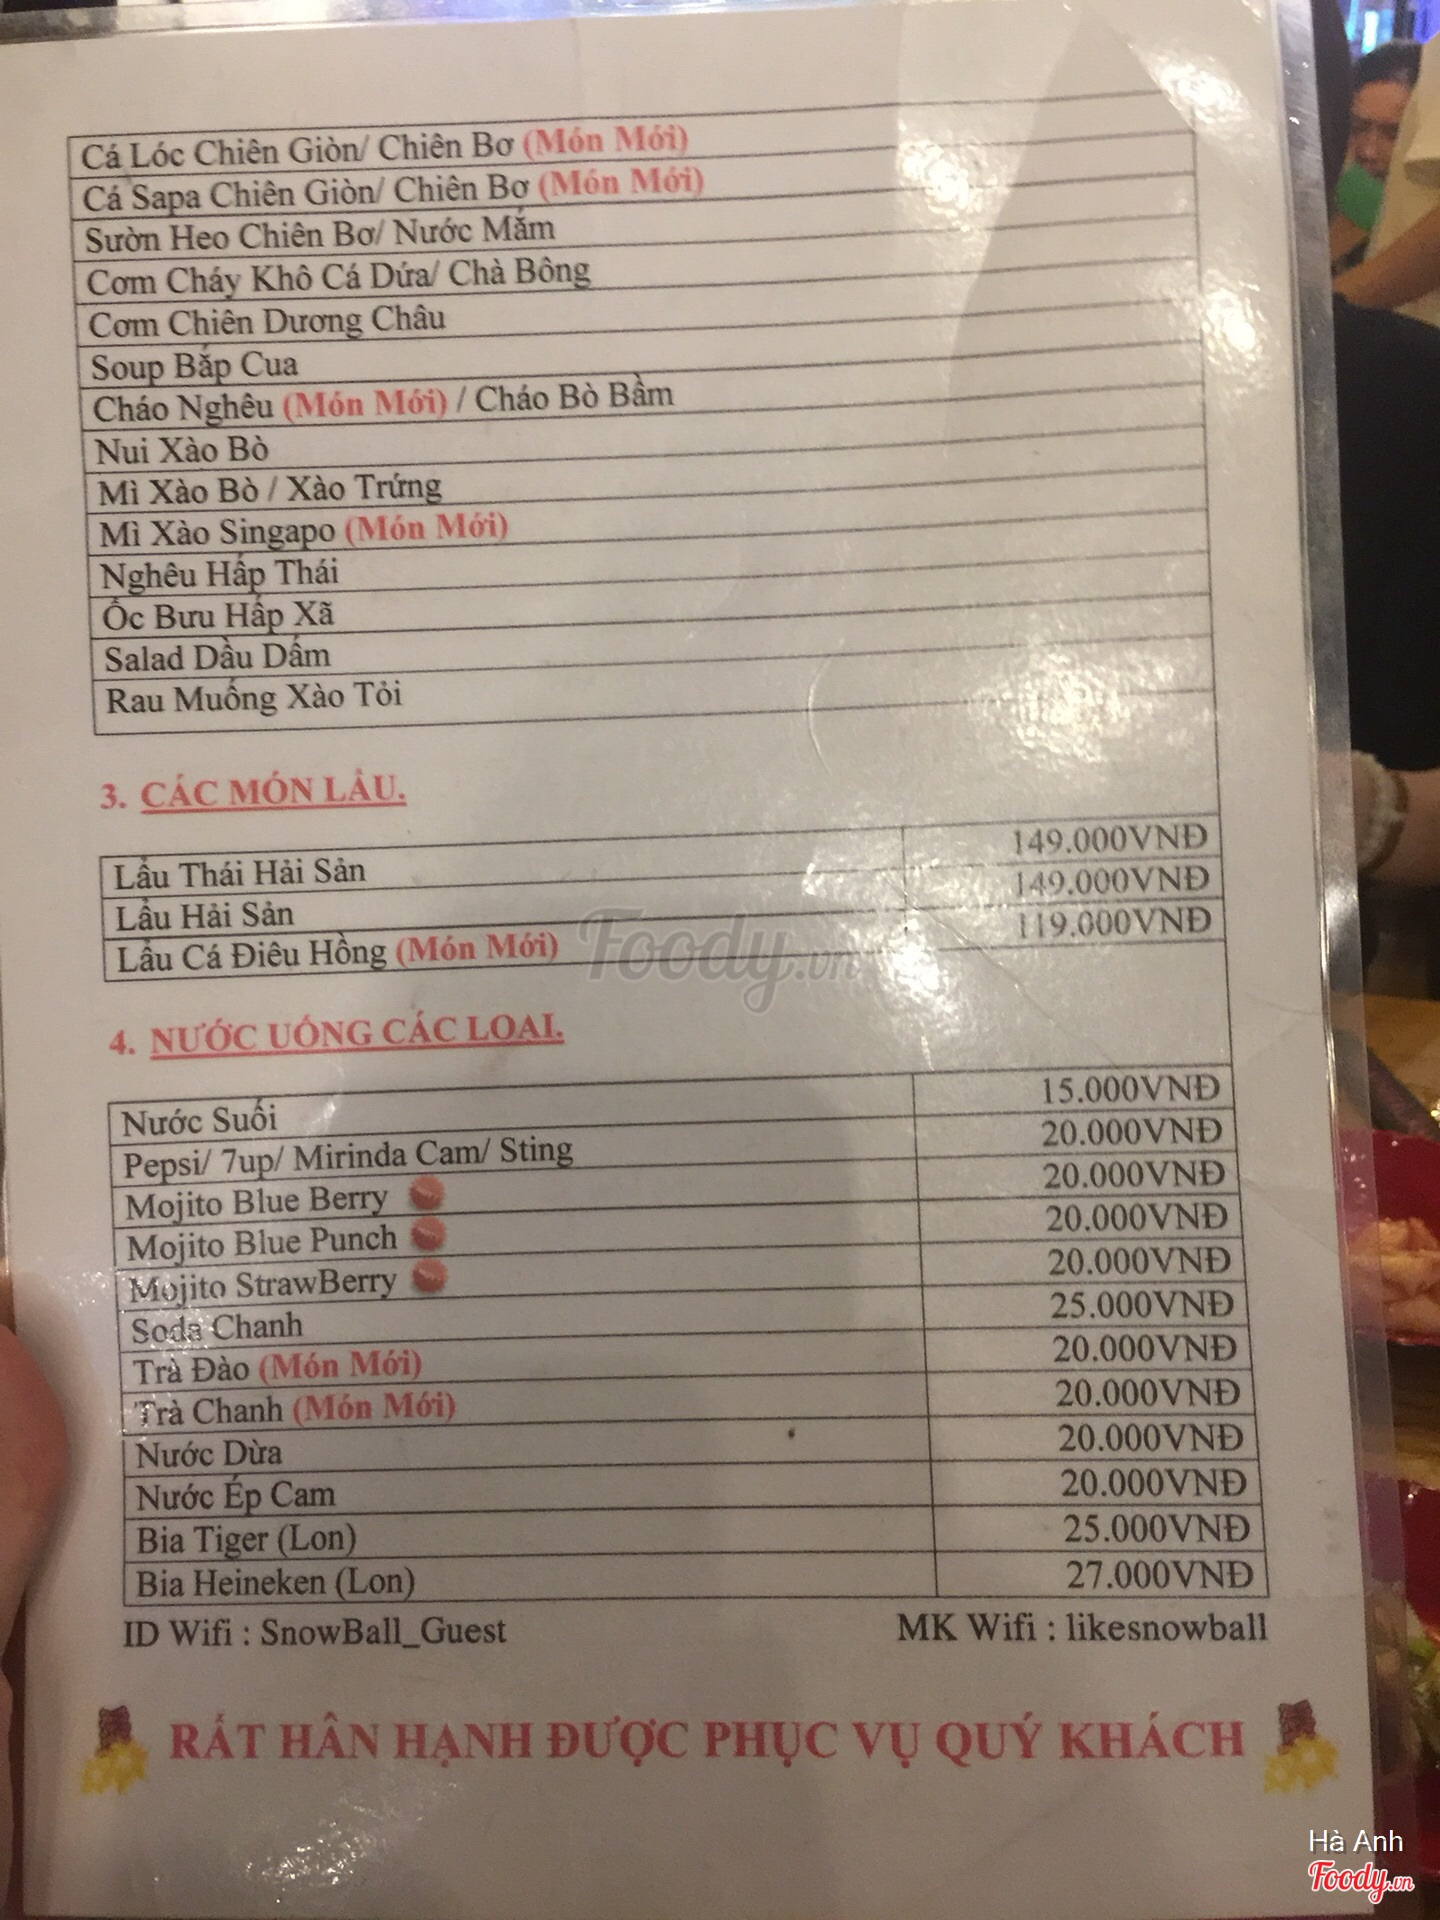 Cá Lóc Chiên Giòn/ Chiên Bơ (Món Mới)
Cá Sapa Chiên Giòn/ Chiên Bơ (Món Mới)
Sườn Heo Chiên Bơ/ Nước Mắm
Cơm Cháy Khô Cá Dứa/ Chà Bông
Cơm Chiên Dương Châu
Soup Bắp Cua
Cháo Nghêu (Món Mới) / Cháo Bò Bầm
Nui Xào Bò
Mì Xào Bò / Xào Trứng
Mì Xào Singapo (Món Mới)
Nghêu Hấp Thái
Ốc Bưu Hấp Xã
Salad Dầu Dấm
Rau Muống Xào Tỏi
3. CÁC MÓN LẨU.
Lẩu Thái Hải Sản 149.000VNĐ
Lẩu Hải Sản 149.000VNĐ
Lẩu Cá Điêu Hồng (Món Mới) 119.000VNĐ
Foody.vn
4. NƯỚC UỐNG CÁC LOẠI.
Nước Suối 15.000VNĐ
Pepsi/ 7up/ Mirinda Cam/ Sting 20.000VNĐ
Mojito Blue Berry 20.000VNĐ
Mojito Blue Punch 20.000VNĐ
Mojito StrawBerry 20.000VNĐ
Soda Chanh 25.000VNĐ
Trà Đào (Món Mới) 20.000VNĐ
Trà Chanh (Món Mới) 20.000VNĐ
Nước Dừa 20.000VNĐ
Nước Ép Cam 20.000VNĐ
Bia Tiger (Lon) 25.000VNĐ
Bia Heineken (Lon) 27.000VNĐ
ID Wifi : SnowBall_Guest MK Wifi : likesnowball
RẤT HÂN HẠNH ĐƯỢC PHỤC VỤ QUÝ KHÁCH
Hà Anh
Foody.vn